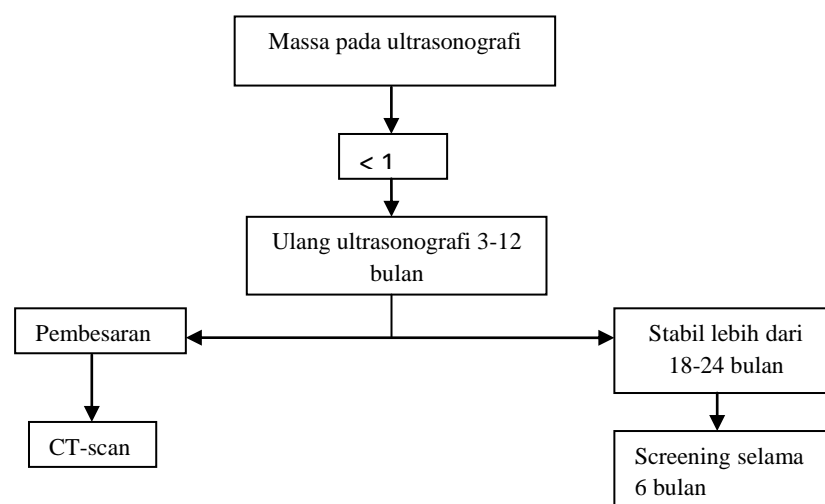 Massa pada ultrasonografi
< 1
Ulang ultrasonografi 3-12
bulan
Pembesaran
Stabil lebih dari
18-24 bulan
CT-scan
Screening selama
6 bulan